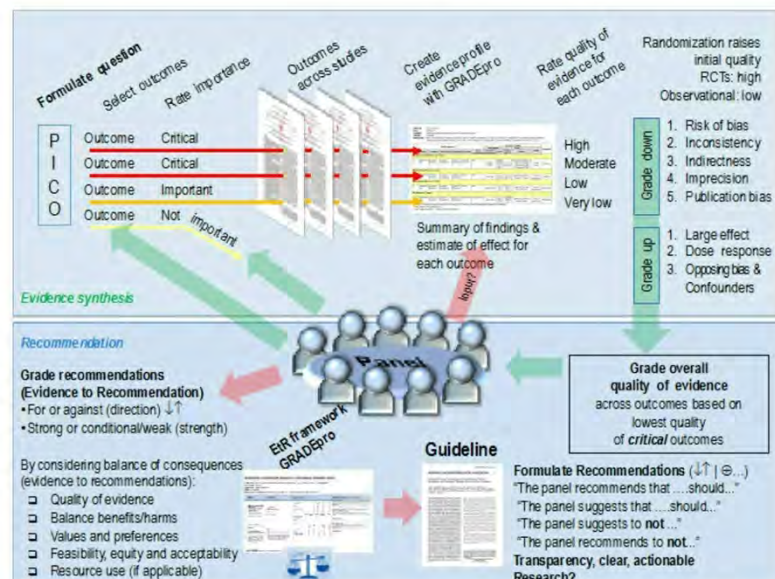 Formulate question
Select outcomes
Rate importance
Outcomes
across studies
Create
evidence profile
with GRADEpro
Rate quality of
evidence for
each outcome
Randomization raises
initial quality
RCTs: high
Observational: low
P
I
C
O
Outcome Critical
Outcome Critical
Outcome Important
Outcome Not important
High
Moderate
Low
Very low
Summary of findings &
estimate of effect for
each outcome
Grade down
1. Risk of bias
2. Inconsistency
3. Indirectness
4. Imprecision
5. Publication bias
Grade up
1. Large effect
2. Dose response
3. Opposing bias &
Confounders
Evidence synthesis
Input?
Panel
Recommendation
Grade recommendations
(Evidence to Recommendation)
•For or against (direction) ↓↑
•Strong or conditional/weak (strength)
By considering balance of consequences
(evidence to recommendations):
❑ Quality of evidence
❑ Balance benefits/harms
❑ Values and preferences
❑ Feasibility, equity and acceptability
❑ Resource use (if applicable)
EtR framework
GRADEpro
Guideline
Grade overall
quality of evidence
across outcomes based on
lowest quality
of critical outcomes
Formulate Recommendations (↓↑ | ⊕...)
"The panel recommends that ....should..."
"The panel suggests that ....should..."
"The panel suggests to not ..."
"The panel recommends to not..."
Transparency, clear, actionable
Research?